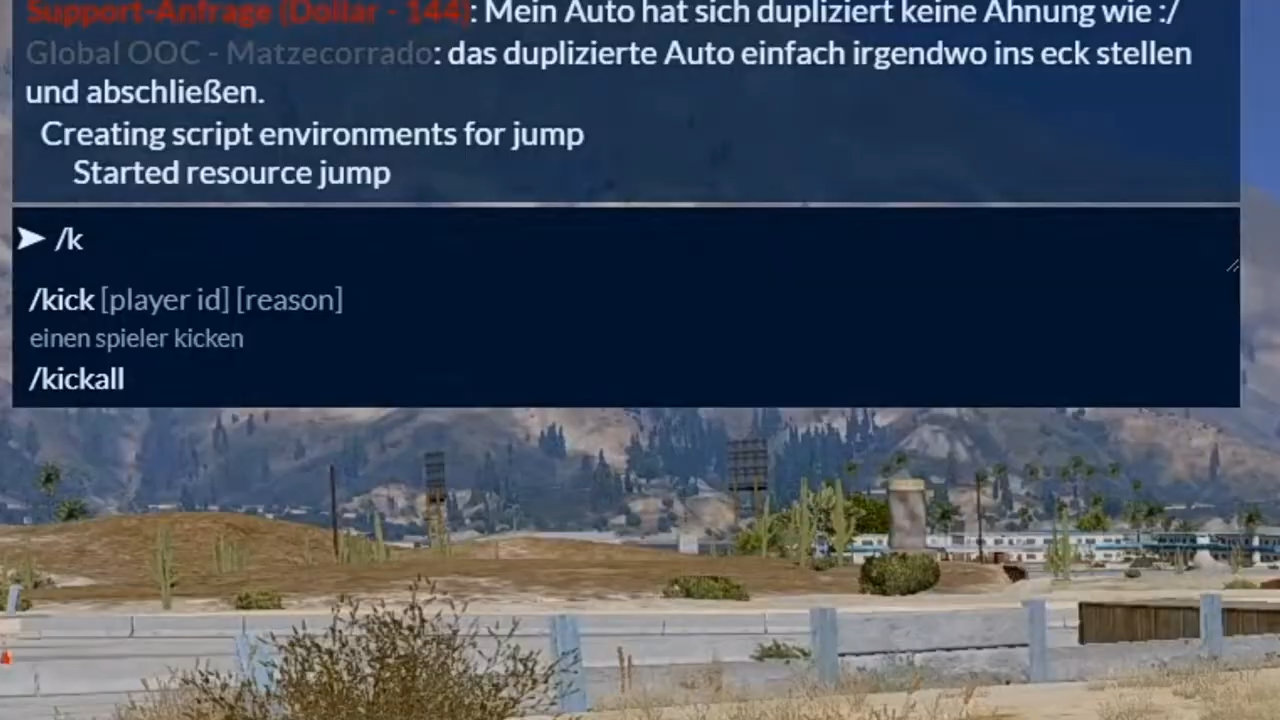 Support-Anfrage (Dollar - 144): Mein Auto hat sich dupliziert keine Ahnung wie :/
Global OOC - Matzecorrado: das duplizierte Auto einfach irgendwo ins eck stellen
und abschließen.
Creating script environments for jump
Started resource jump
➤ /k
/kick [player id] [reason]
einen spieler kicken
/kickall